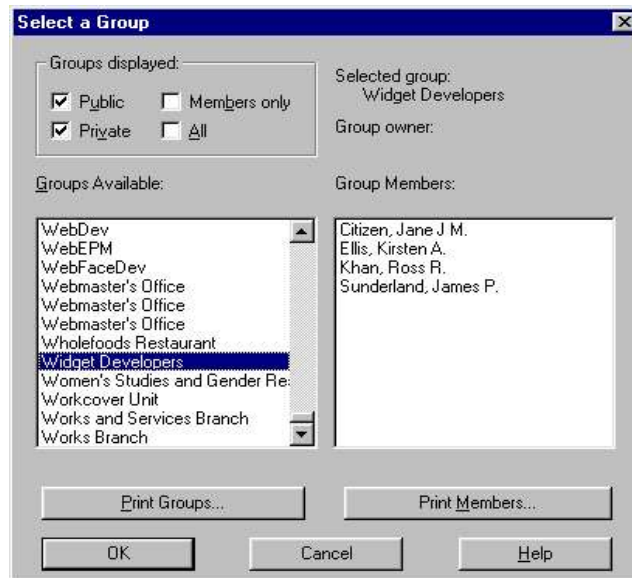 Select a Group
Groups displayed:
Public
Members only
Private
All
Selected group:
Widget Developers
Group owner:
Groups Available:
WebDev
WebEPM
WebFaceDev
Webmaster's Office
Webmaster's Office
Webmaster's Office
Wholefoods Restaurant
Widget Developers
Women's Studies and Gender Re
Workcover Unit
Works and Services Branch
Works Branch
Group Members:
Citizen, Jane J M.
Ellis, Kirsten A.
Khan, Ross R.
Sunderland, James P.
Print Groups...
Print Members...
OK
Cancel
Help